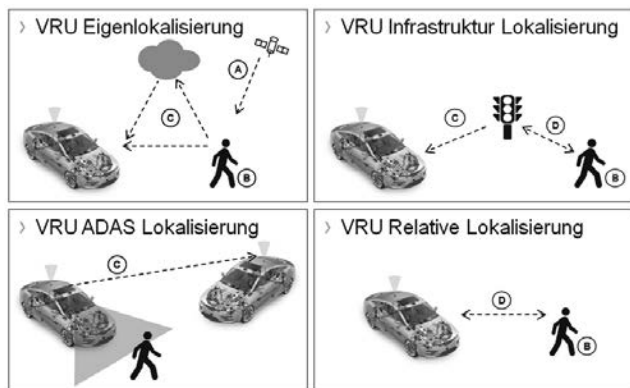 〉 VRU Eigenlokalisierung
A
C
B
〉 VRU Infrastruktur Lokalisierung
C
D
B
〉 VRU ADAS Lokalisierung
C
〉 VRU Relative Lokalisierung
D
B